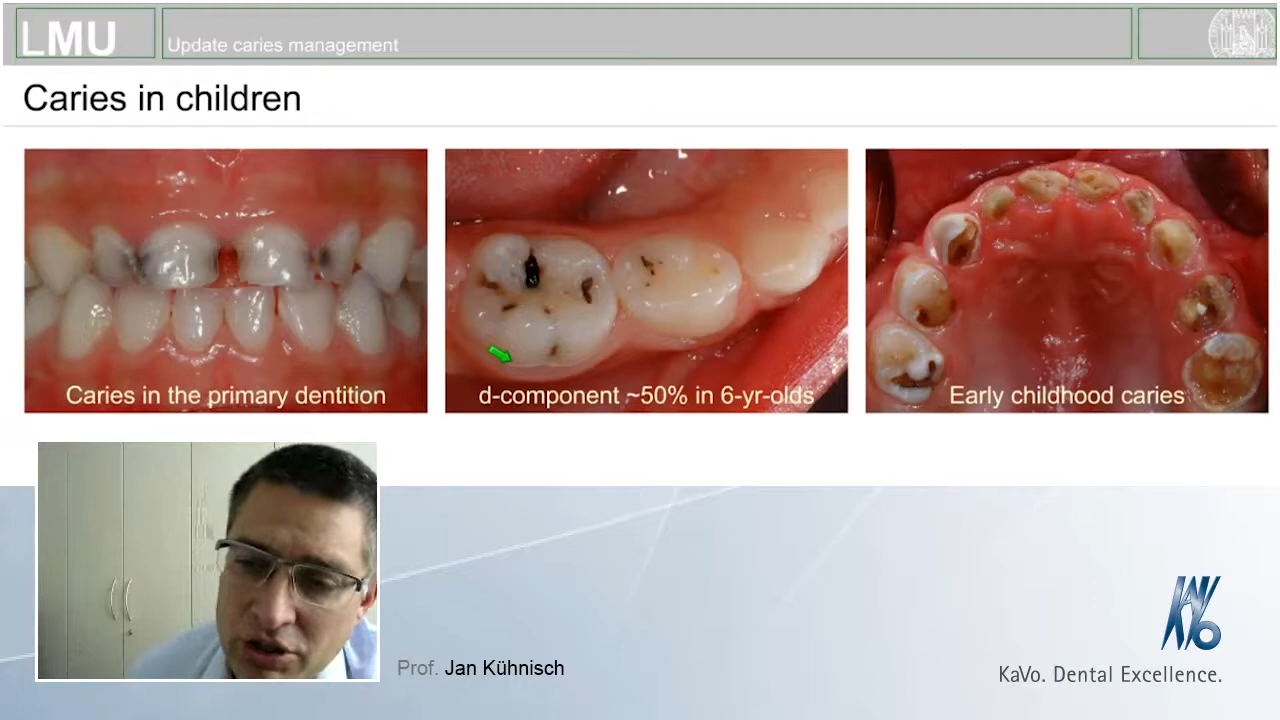 LMU
Update caries management
Caries in children
Caries in the primary dentition
d-component ~50% in 6-yr-olds
Early childhood caries
Prof. Jan Kühnisch
KAVO
KaVo. Dental Excellence.